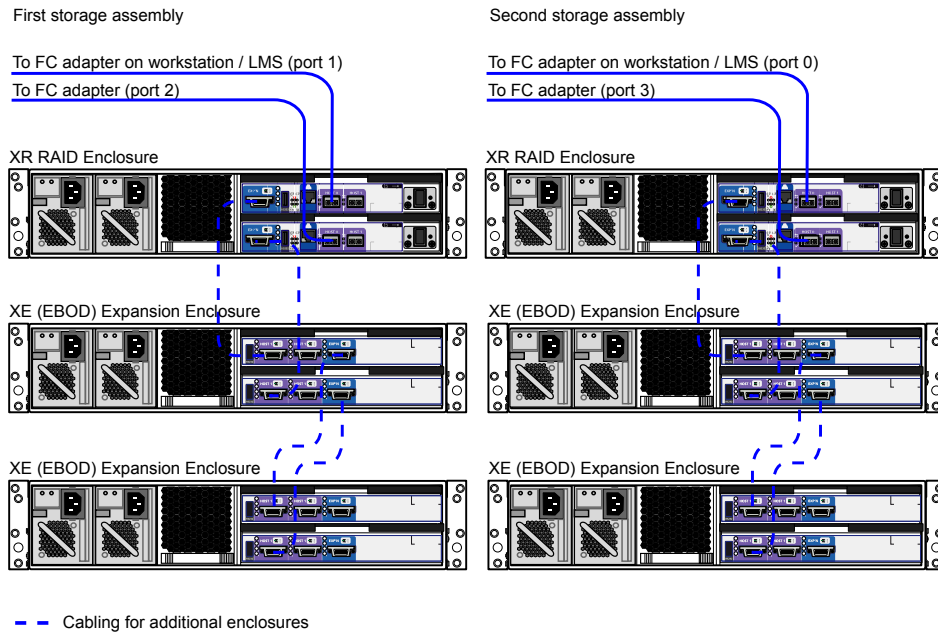 First storage assembly
Second storage assembly
To FC adapter on workstation / LMS (port 1)
To FC adapter (port 2)
To FC adapter on workstation / LMS (port 0)
To FC adapter (port 3)
XR RAID Enclosure
XR RAID Enclosure
XE (EBOD) Expansion Enclosure
XE (EBOD) Expansion Enclosure
XE (EBOD) Expansion Enclosure
XE (EBOD) Expansion Enclosure
Cabling for additional enclosures